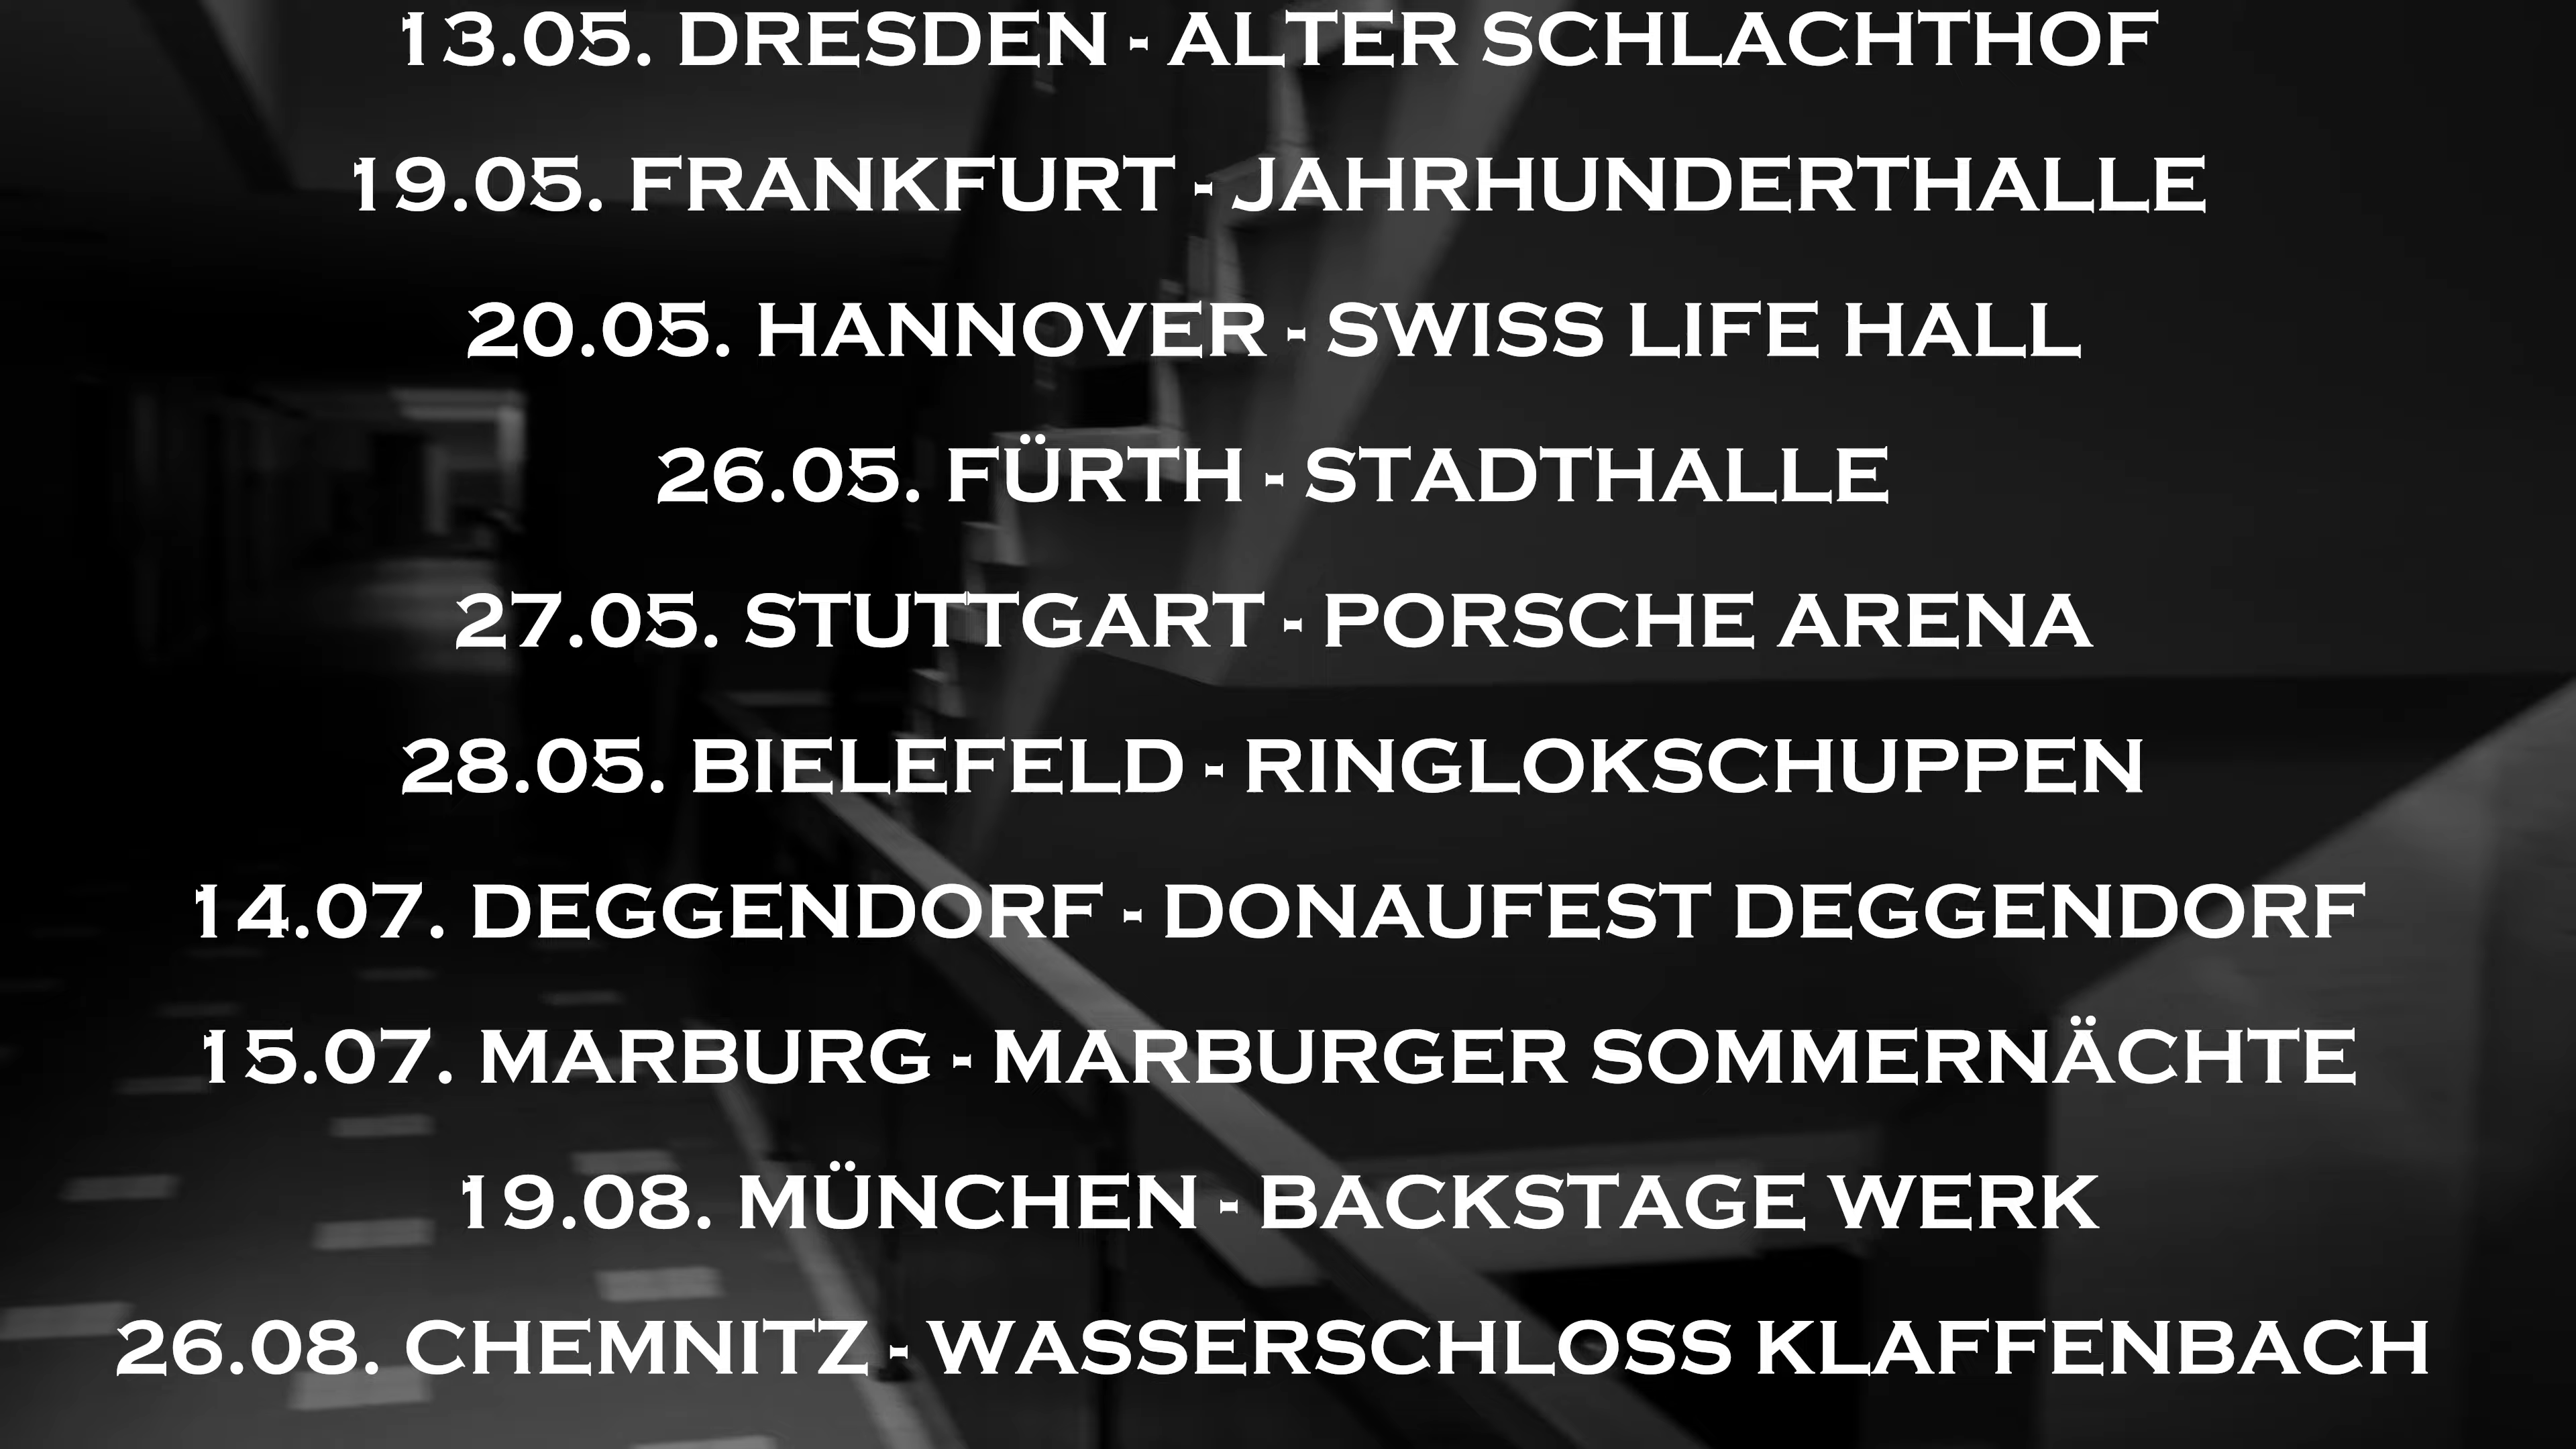 13.05. DRESDEN - ALTER SCHLACHTHOF
19.05. FRANKFURT - JAHRHUNDERTHALLE
20.05. HANNOVER - SWISS LIFE HALL
26.05. FÜRTH - STADTHALLE
27.05. STUTTGART - PORSCHE ARENA
28.05. BIELEFELD - RINGLOKSCHUPPEN
14.07. DEGGENDORF - DONAUFEST DEGGENDORF
15.07. MARBURG - MARBURGER SOMMERNÄCHTE
19.08. MÜNCHEN - BACKSTAGE WERK
26.08. CHEMNITZ - WASSERSCHLOSS KLAFFENBACH